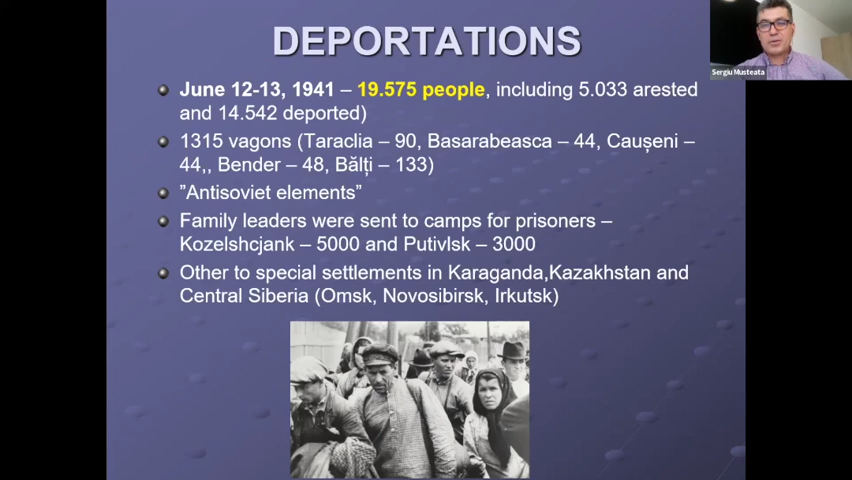 DEPORTATIONS
June 12-13, 1941 – 19.575 people, including 5.033 arested
and 14.542 deported)
1315 vagons (Taraclia – 90, Basarabeasca – 44, Caușeni –
44,, Bender – 48, Bălți – 133)
”Antisoviet elements”
Family leaders were sent to camps for prisoners –
Kozelshcjank – 5000 and Putivlsk – 3000
Other to special settlements in Karaganda,Kazakhstan and
Central Siberia (Omsk, Novosibirsk, Irkutsk)
Sergiu Musteata